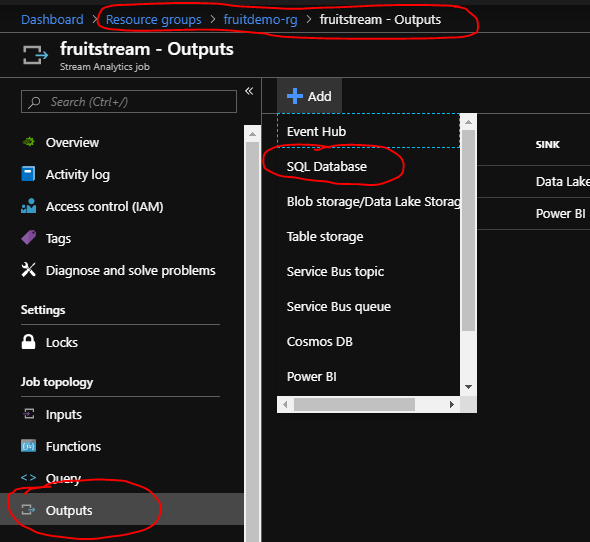 Dashboard > Resource groups > fruitdemo-rg > fruitstream - Outputs
fruitstream - Outputs
Stream Analytics job
Search (Ctrl+/)
«
Overview
Activity log
Access control (IAM)
Tags
Diagnose and solve problems
Settings
Locks
Job topology
Inputs
Functions
Query
Outputs
Add
Event Hub
SQL Database
Blob storage/Data Lake Storag
Table storage
Service Bus topic
Service Bus queue
Cosmos DB
Power BI
SINK
Data Lake
Power BI